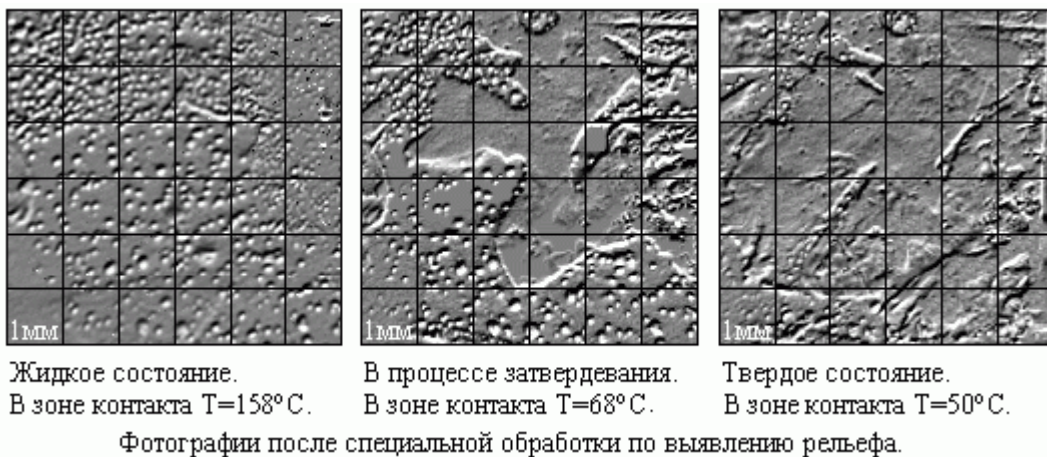 1мм
1мм
1мм
Жидкое состояние.
В зоне контакта T=158°C.
В процессе затвердевания.
В зоне контакта T=68°C.
Твердое состояние.
В зоне контакта T=50°C.
Фотографии после специальной обработки по выявлению рельефа.